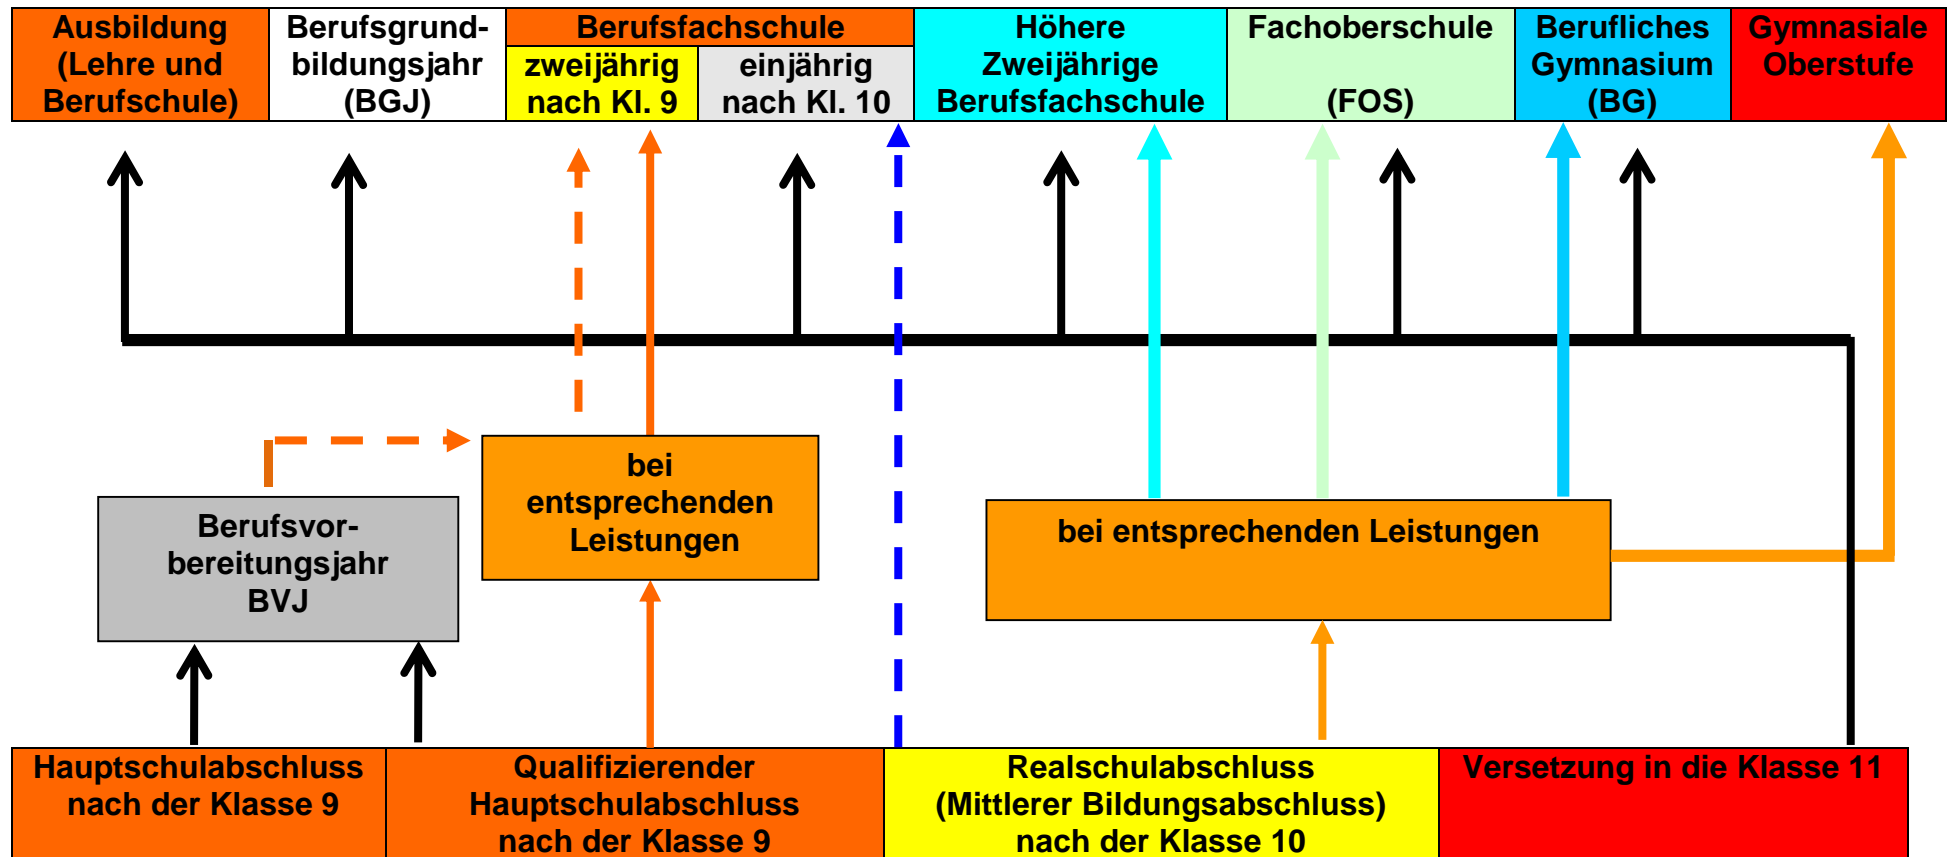 Ausbildung
(Lehre und
Berufschule)
Berufsgrund-
bildungsjahr
(BGJ)
Berufsfachschule
zweijährig
nach Kl. 9
einjährig
nach Kl. 10
Höhere
Zweijährige
Berufsfachschule
Fachoberschule
(FOS)
Berufliches
Gymnasium
(BG)
Gymnasiale
Oberstufe
bei
entsprechenden
Leistungen
Berufsvor-
bereitungsjahr
BVJ
bei entsprechenden Leistungen
Hauptschulabschluss
nach der Klasse 9
Qualifizierender
Hauptschulabschluss
nach der Klasse 9
Realschulabschluss
(Mittlerer Bildungsabschluss)
nach der Klasse 10
Versetzung in die Klasse 11